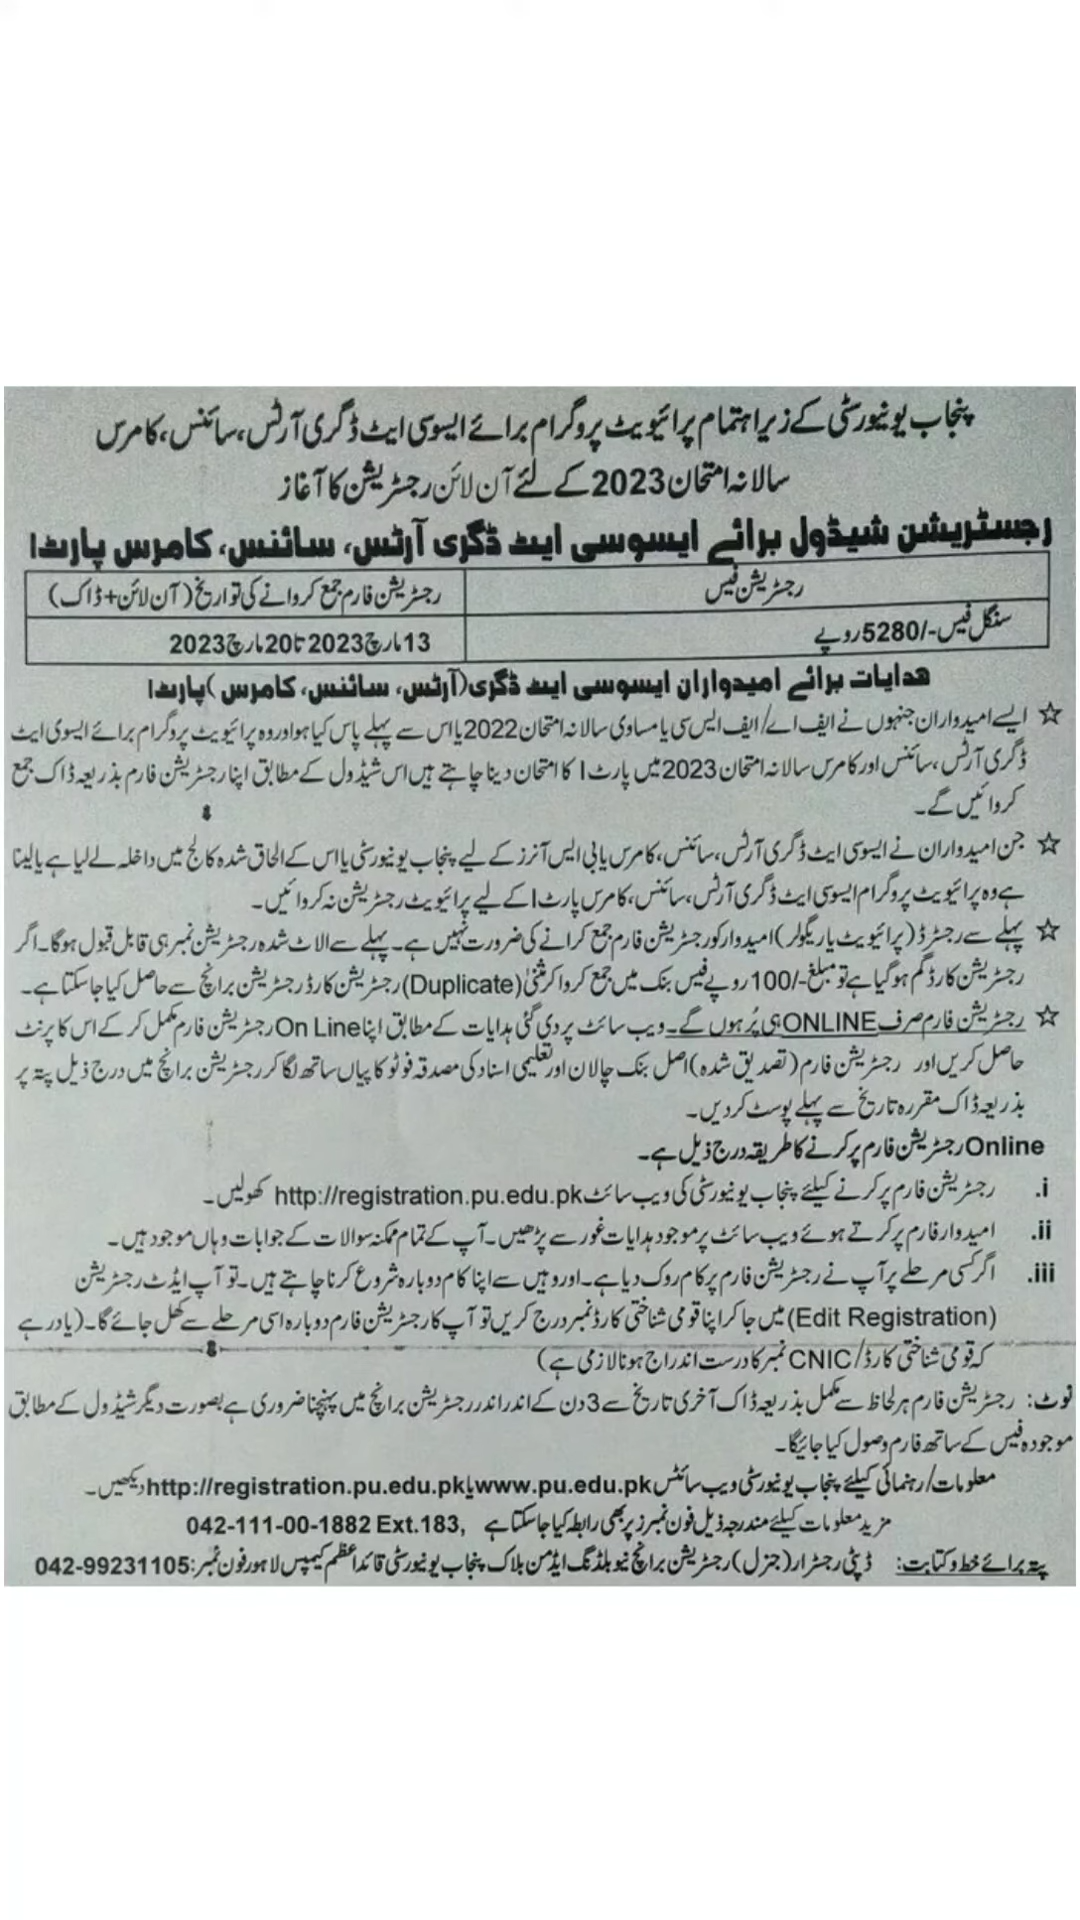 پنجاب یونیورسٹی کے زیر اہتمام پرائیویٹ پروگرام برائے ایسوسی ایٹ ڈگری آرٹس، سائنس، کامرس
سالانہ امتحان 2023 کے لئے آن لائن رجسٹریشن کا آغاز
رجسٹریشن شیڈول برائے ایسوسی ایٹ ڈگری آرٹس، سائنس، کامرس پارٹ I
رجسٹریشن فیس
رجسٹریشن فارم جمع کروانے کی تواریخ (آن لائن + ڈاک)
سنگل فیس -/5280 روپے
13 مارچ 2023 تا 20 مارچ 2023
ھدایات برائے امیدواران ایسوسی ایٹ ڈگری (آرٹس، سائنس، کامرس) پارٹ I
☆ ایسے امیدواران جنہوں نے ایف اے/ایف ایس سی یا مساوی سالانہ امتحان 2022 یا اس سے پہلے پاس کیا ہو اور وہ پرائیویٹ پروگرام برائے ایسوی ایٹ
ڈگری آرٹس، سائنس اور کامرس سالانہ امتحان 2023 میں پارٹ I کا امتحان دینا چاہتے ہیں اس شیڈول کے مطابق اپنا رجسٹریشن فارم بذریعہ ڈاک جمع
کروائیں گے۔
☆ جن امیدواران نے ایسوسی ایٹ ڈگری آرٹس، سائنس، کامرس یا بی ایس آنرز کے لیے پنجاب یونیورسٹی یا اس کے الحاق شدہ کالج میں داخلہ لے لیا ہے یا لینا
ہے وہ پرائیویٹ پروگرام ایسوسی ایٹ ڈگری آرٹس، سائنس، کامرس پارٹ I کے لیے پرائیویٹ رجسٹریشن نہ کروائیں۔
☆ پہلے سے رجسٹرڈ (پرائیویٹ یا ریگولر) امیدوار کو رجسٹریشن فارم جمع کرانے کی ضرورت نہیں ہے۔ پہلے سے الاٹ شدہ رجسٹریشن نمبر ہی قابل قبول ہوگا۔ اگر
رجسٹریشن کارڈ گم ہو گیا ہے تو مبلغ -/100 روپے فیس بنک میں جمع کروا کر مثنیٰ (Duplicate) رجسٹریشن کارڈ رجسٹریشن برانچ سے حاصل کیا جاسکتا ہے۔
☆ رجسٹریشن فارم صرف ONLINE ہی پُر ہوں گے۔ ویب سائٹ پر دی گئی ہدایات کے مطابق اپنا On Line رجسٹریشن فارم مکمل کر کے اس کا پرنٹ
حاصل کریں اور رجسٹریشن فارم (تصدیق شدہ) اصل بنک چالان اور تعلیمی اسناد کی مصدقہ فوٹو کاپیاں ساتھ لگا کر رجسٹریشن برانچ میں درج ذیل پتہ پر
بذریعہ ڈاک مقررہ تاریخ سے پہلے پوسٹ کر دیں۔
Online رجسٹریشن فارم پر کرنے کا طریقہ درج ذیل ہے۔
i. رجسٹریشن فارم پر کرنے کیلئے پنجاب یونیورسٹی کی ویب سائٹ http://registration.pu.edu.pk کھولیں۔
ii. امیدوار فارم پر کرتے ہوئے ویب سائٹ پر موجود ہدایات غور سے پڑھیں۔ آپ کے تمام ممکنہ سوالات کے جوابات وہاں موجود ہیں۔
iii. اگر کسی مرحلے پر آپ نے رجسٹریشن فارم پر کام روک دیا ہے۔ اور وہیں سے اپنا کام دوبارہ شروع کرنا چاہتے ہیں۔ تو آپ ایڈٹ رجسٹریشن
(Edit Registration) میں جا کر اپنا قومی شناختی کارڈ نمبر درج کریں تو آپ کا رجسٹریشن فارم دوبارہ اسی مرحلے سے کھل جائے گا۔ (یاد رہے
کہ قومی شناختی کارڈ/CNIC نمبر کا درست اندراج ہونا لازمی ہے)
نوٹ: رجسٹریشن فارم ہر لحاظ سے مکمل بذریعہ ڈاک آخری تاریخ سے 3 دن کے اندر اندر رجسٹریشن برانچ میں پہنچنا ضروری ہے بصورت دیگر شیڈول کے مطابق
موجودہ فیس کے ساتھ فارم وصول کیا جائیگا۔
معلومات/راہنمائی کیلئے پنجاب یونیورسٹی ویب سائٹس www.pu.edu.pk یا http://registration.pu.edu.pk دیکھیں۔
مزید معلومات کیلئے مندرجہ ذیل فون نمبرز پر بھی رابطہ کیا جاسکتا ہے 042-111-00-1882 Ext.183,
پتہ برائے خط و کتابت: ڈپٹی رجسٹرار (جنرل) رجسٹریشن برانچ نیو بلڈنگ ایڈمن بلاک پنجاب یونیورسٹی قائداعظم کیمپس لاہور فون نمبر: 042-99231105